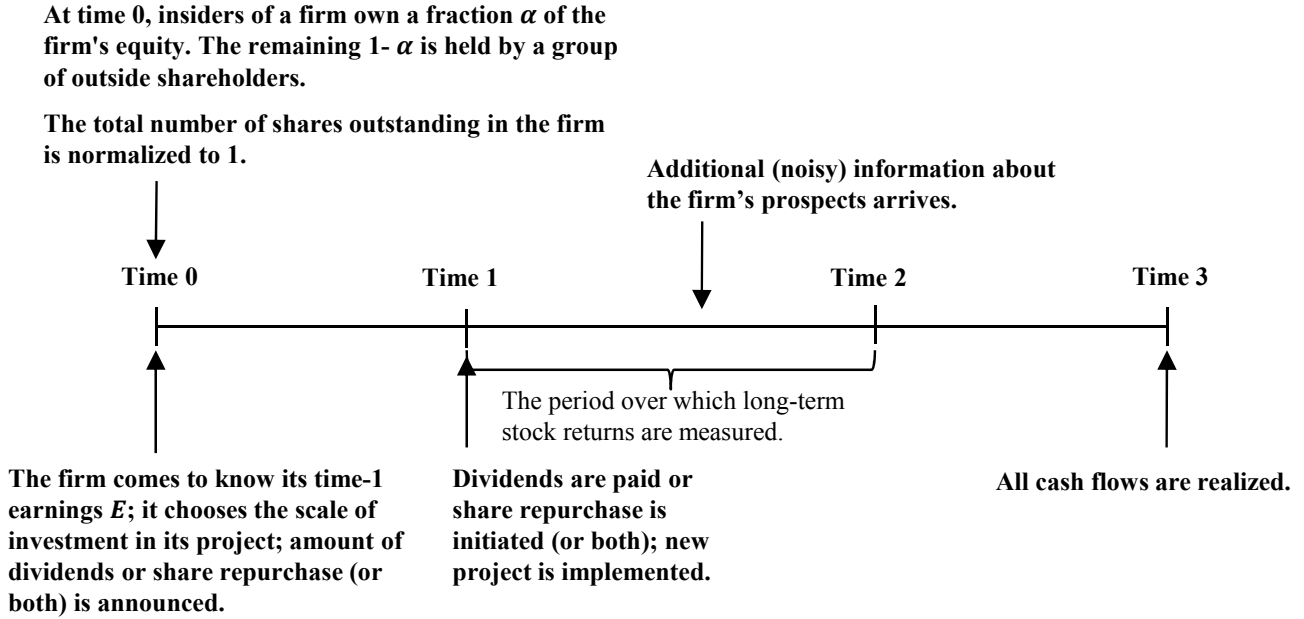 At time 0, insiders of a firm own a fraction α of the
firm's equity. The remaining 1- α is held by a group
of outside shareholders.
The total number of shares outstanding in the firm
is normalized to 1.
Additional (noisy) information about
the firm’s prospects arrives.
Time 0
Time 1
Time 2
Time 3
The period over which long-term
stock returns are measured.
The firm comes to know its time-1
earnings E; it chooses the scale of
investment in its project; amount of
dividends or share repurchase (or
both) is announced.
Dividends are paid or
share repurchase is
initiated (or both); new
project is implemented.
All cash flows are realized.